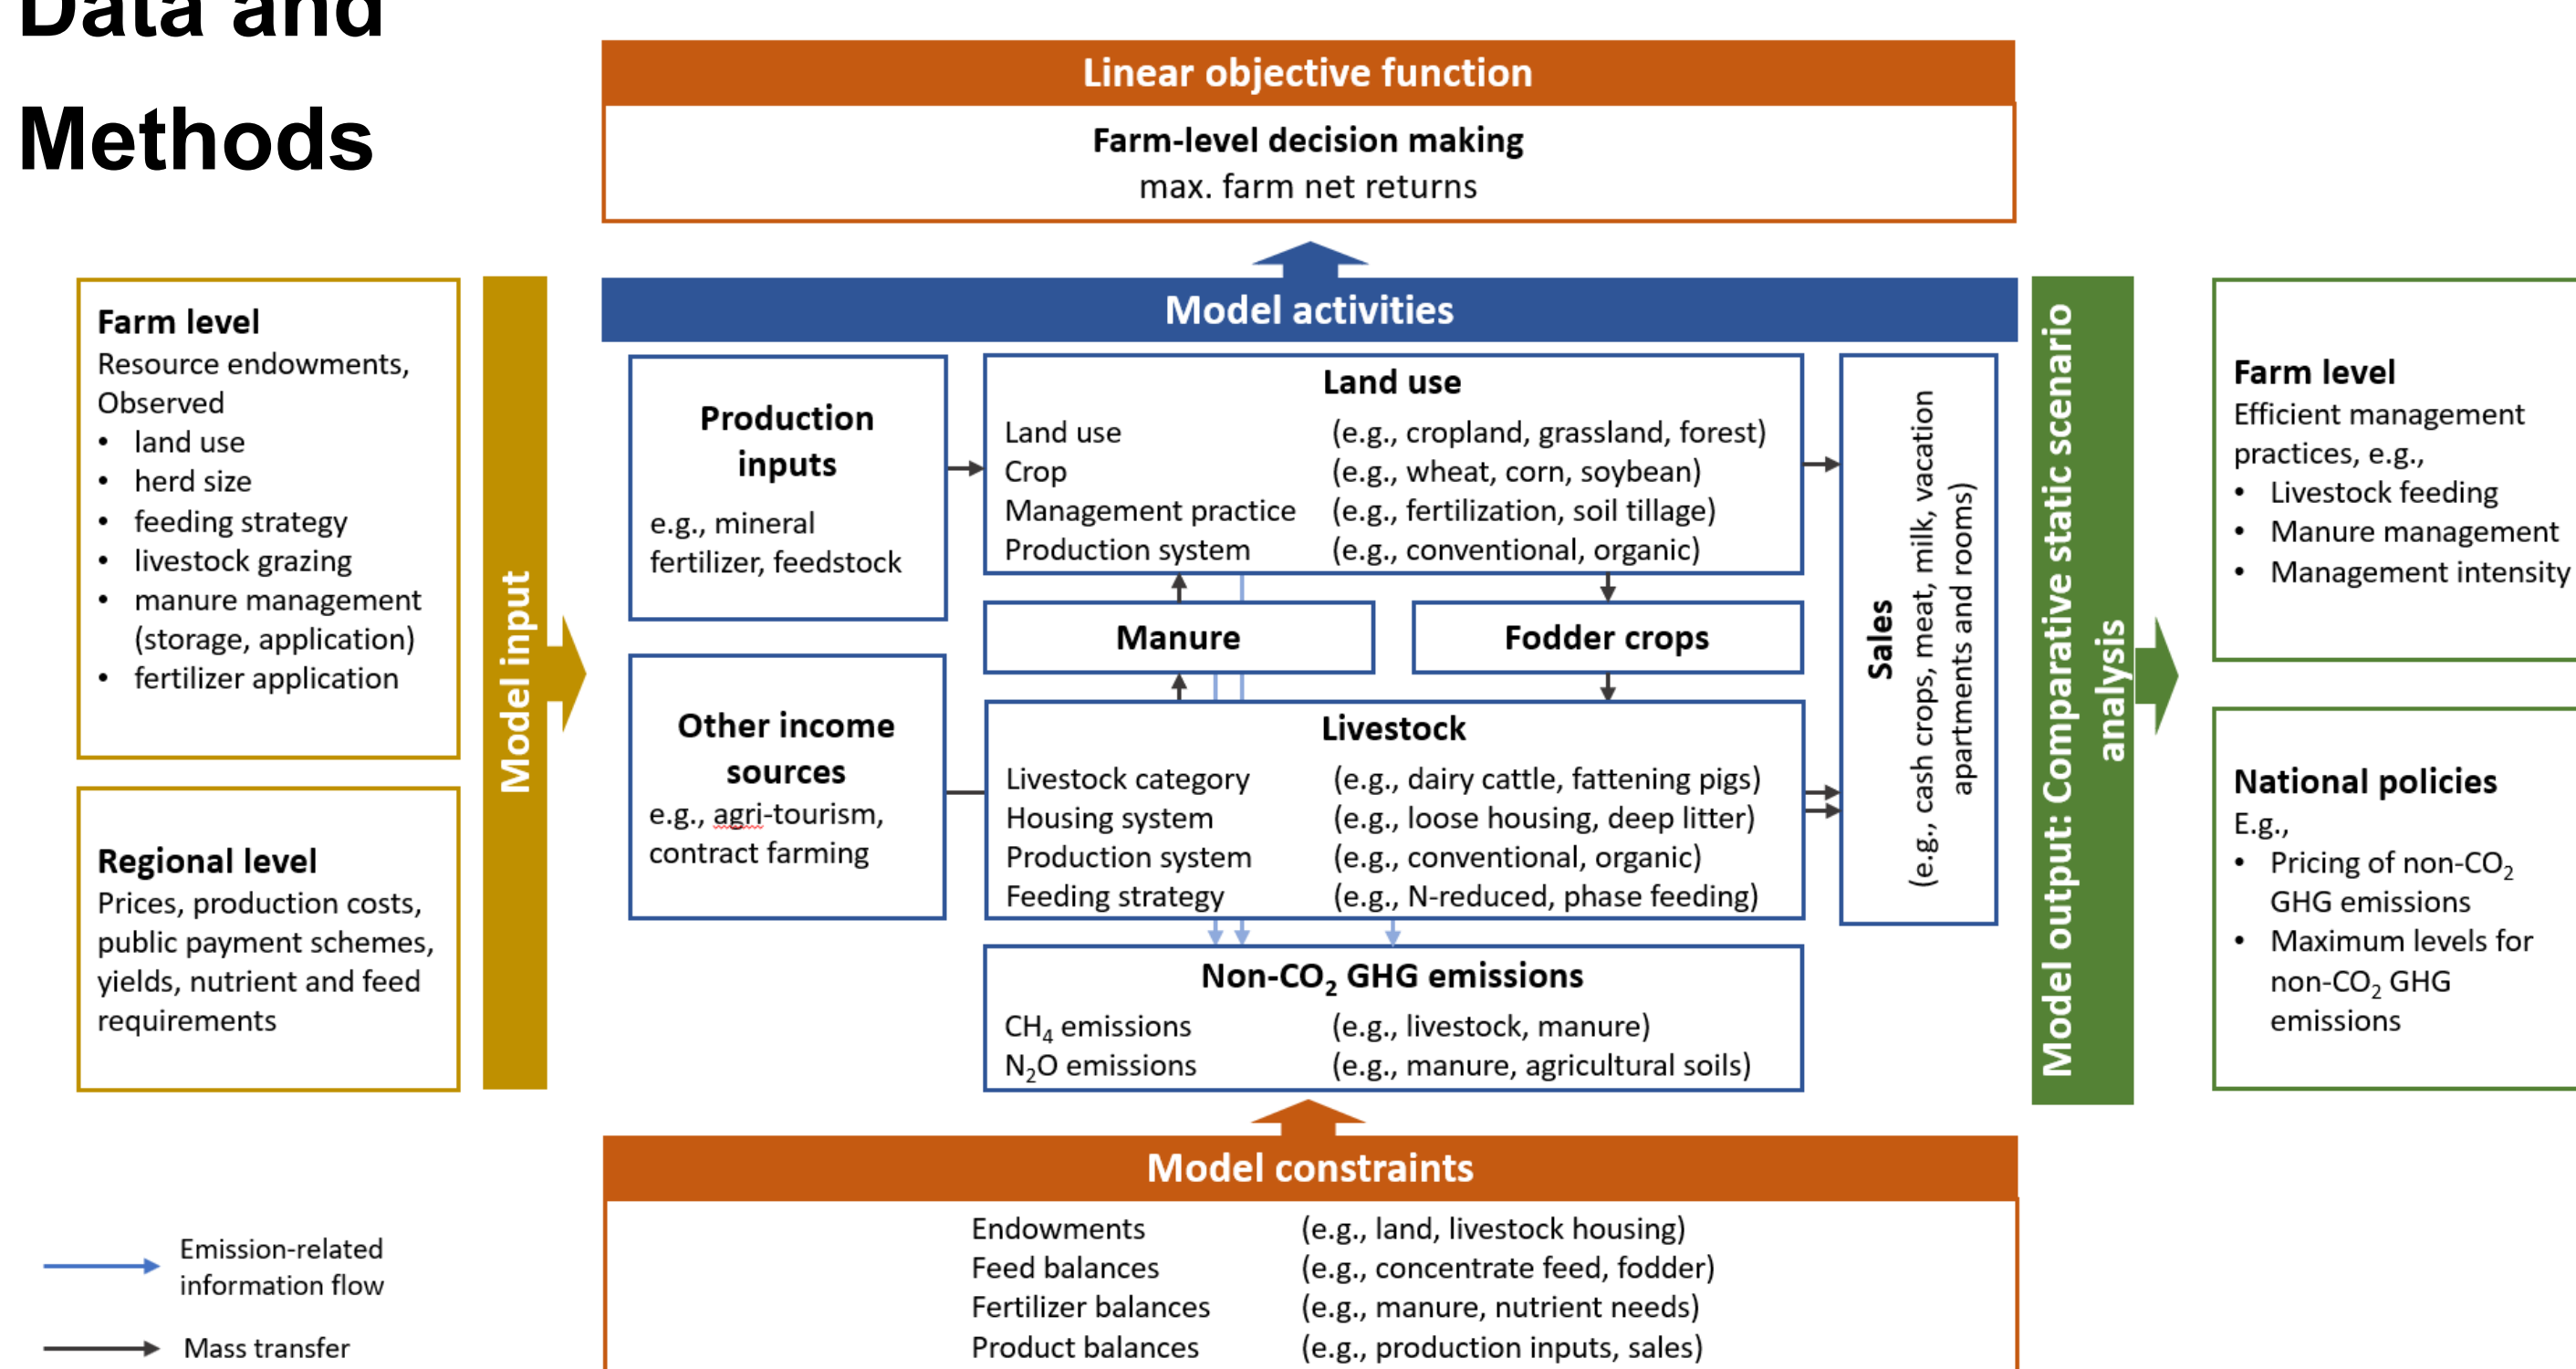 Data and
Methods
Linear objective function
Farm-level decision making
max. farm net returns
Farm level
Resource endowments,
Observed
• land use
• herd size
• feeding strategy
• livestock grazing
• manure management
(storage, application)
• fertilizer application
Regional level
Prices, production costs,
public payment schemes,
yields, nutrient and feed
requirements
Model input
Model activities
Production
inputs
e.g., mineral
fertilizer, feedstock
Other income
sources
e.g., agri-tourism,
contract farming
Land use
Land use (e.g., cropland, grassland, forest)
Crop (e.g., wheat, corn, soybean)
Management practice (e.g., fertilization, soil tillage)
Production system (e.g., conventional, organic)
Manure
Fodder crops
Livestock
Livestock category (e.g., dairy cattle, fattening pigs)
Housing system (e.g., loose housing, deep litter)
Production system (e.g., conventional, organic)
Feeding strategy (e.g., N-reduced, phase feeding)
Non-CO₂ GHG emissions
CH₄ emissions (e.g., livestock, manure)
N₂O emissions (e.g., manure, agricultural soils)
Sales
(e.g., cash crops, meat, milk, vacation
apartments and rooms)
Model output: Comparative static scenario
analysis
Farm level
Efficient management
practices, e.g.,
• Livestock feeding
• Manure management
• Management intensity
National policies
E.g.,
• Pricing of non-CO₂
GHG emissions
• Maximum levels for
non-CO₂ GHG
emissions
Model constraints
Endowments (e.g., land, livestock housing)
Feed balances (e.g., concentrate feed, fodder)
Fertilizer balances (e.g., manure, nutrient needs)
Product balances (e.g., production inputs, sales)
Emission-related
information flow
Mass transfer